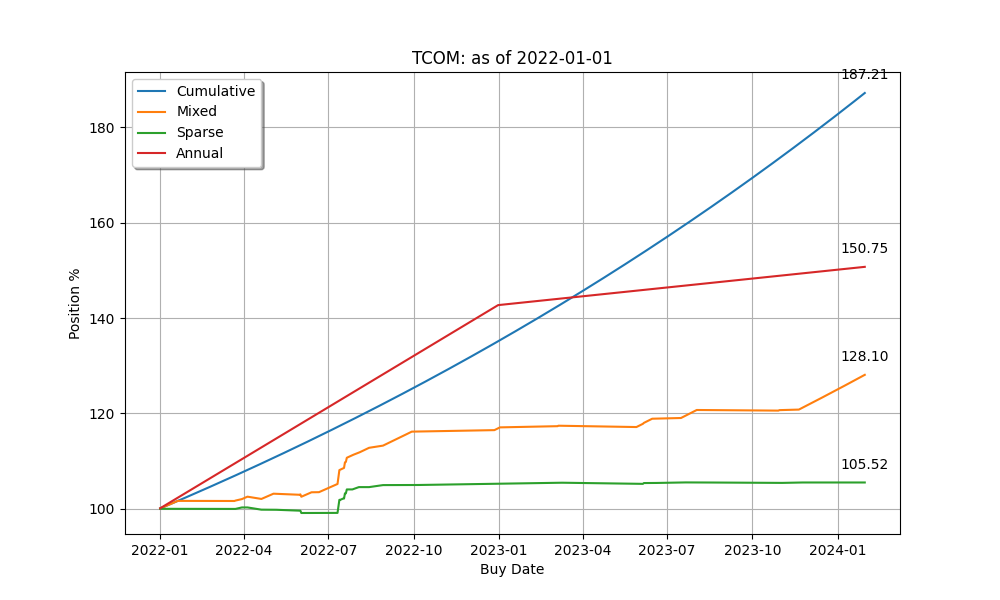 TCOM: as of 2022-01-01
187.21
Cumulative
Mixed
Sparse
Annual
180
160
150.75
140
128.10
120
105.52
100
Position %
2022-01 2022-04 2022-07 2022-10 2023-01 2023-04 2023-07 2023-10 2024-01
Buy Date